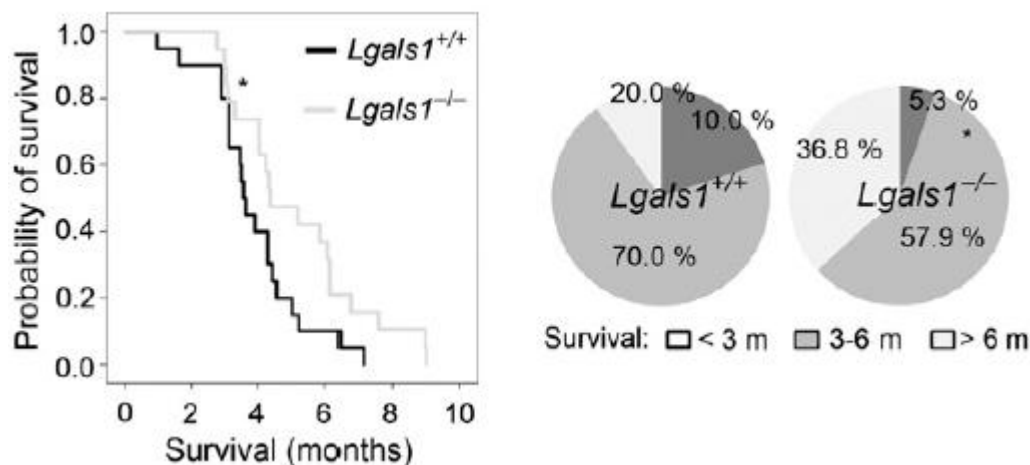 Probability of survival
1.0
0.8
0.6
0.4
0.2
0.0
0 2 4 6 8 10
Survival (months)
Lgals1+/+
Lgals1–/–
*
20.0 %
10.0 %
Lgals1+/+
70.0 %
5.3 %
*
36.8 %
Lgals1–/–
57.9 %
Survival: < 3 m 3-6 m > 6 m